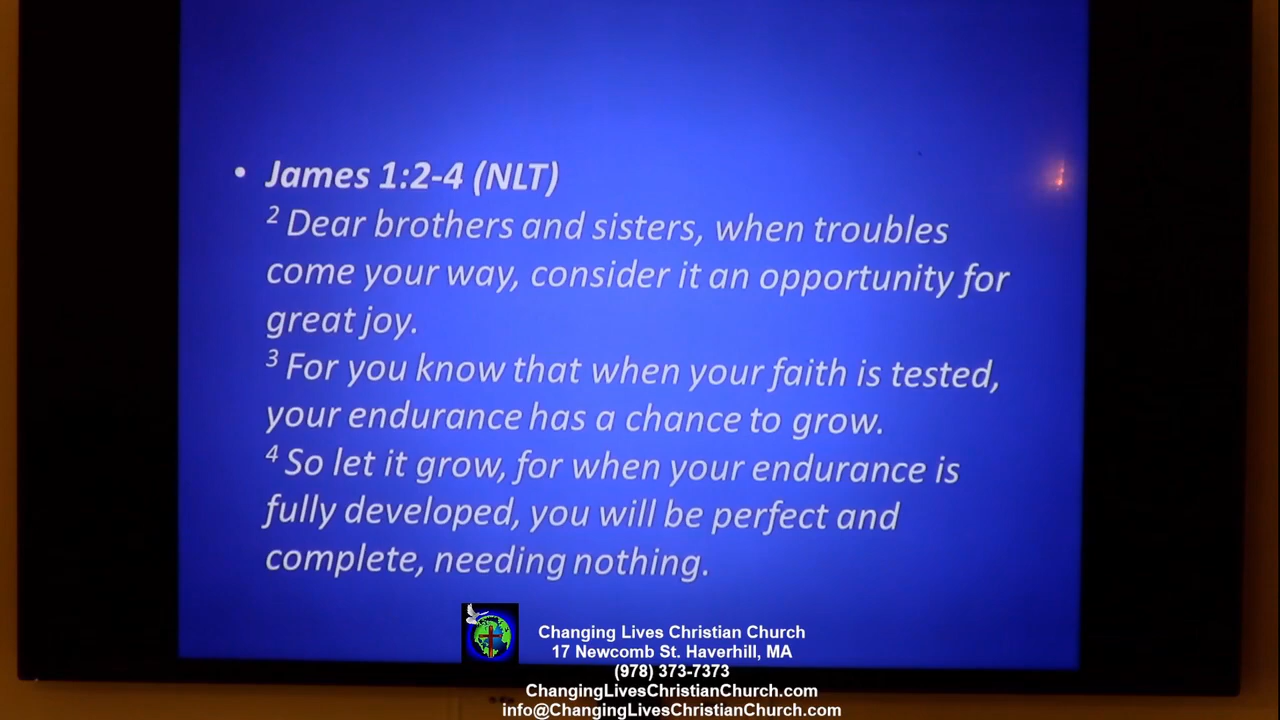 • James 1:2-4 (NLT)
2 Dear brothers and sisters, when troubles
come your way, consider it an opportunity for
great joy.
3 For you know that when your faith is tested,
your endurance has a chance to grow.
4 So let it grow, for when your endurance is
fully developed, you will be perfect and
complete, needing nothing.
Changing Lives Christian Church
17 Newcomb St. Haverhill, MA
(978) 373-7373
ChangingLivesChristianChurch.com
info@ChangingLivesChristianChurch.com